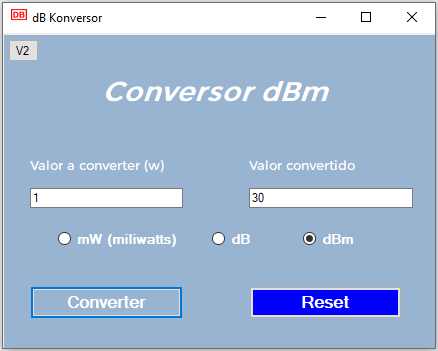 DB dB Konversor
V2
Conversor dBm
Valor a converter (w) Valor convertido
1 30
mW (miliwatts) dB dBm
Converter Reset